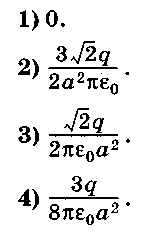 1) 0.
2) 3√2q / 2a²πε₀ .
3) √2q / 2πε₀a² .
4) 3q / 8πε₀a² .